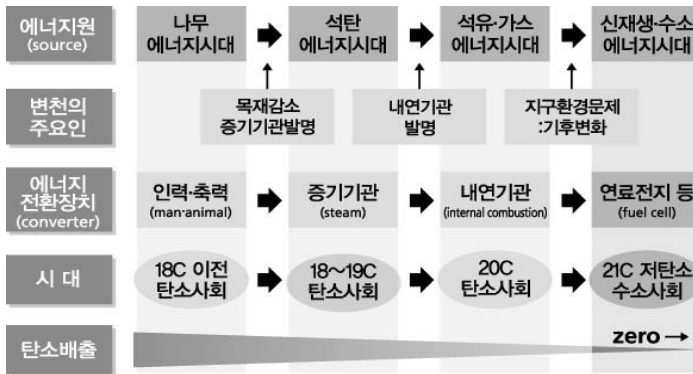 에너지원
(source)
나무
에너지시대
석탄
에너지시대
석유·가스
에너지시대
신재생·수소
에너지시대
변천의
주요인
목재감소
증기기관발명
내연기관
발명
지구환경문제
:기후변화
에너지
전환장치
(converter)
인력·축력
(man·animal)
증기기관
(steam)
내연기관
(internal combustion)
연료전지 등
(fuel cell)
시 대
18C 이전
탄소사회
18～19C
탄소사회
20C
탄소사회
21C 저탄소
수소사회
탄소배출
zero →